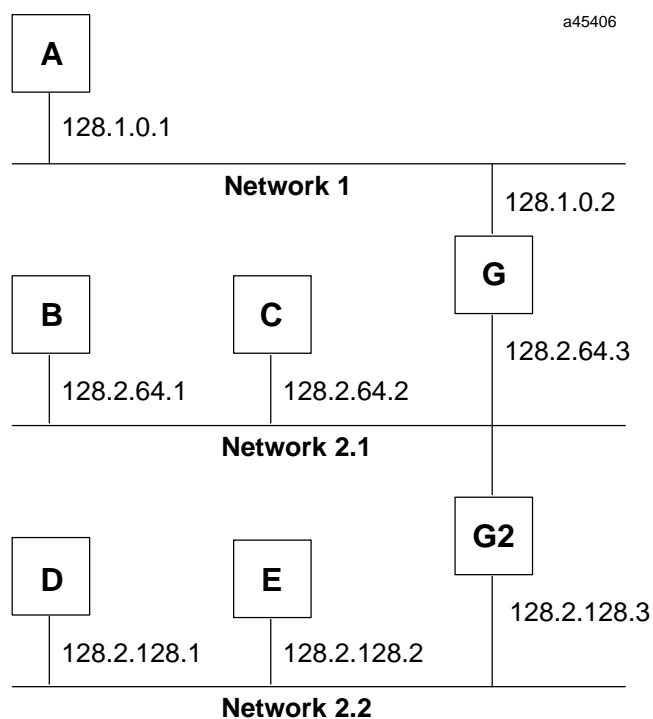 a45406
A
128.1.0.1
Network 1
128.1.0.2
G
B
C
128.2.64.3
128.2.64.1
128.2.64.2
Network 2.1
G2
D
E
128.2.128.3
128.2.128.1
128.2.128.2
Network 2.2